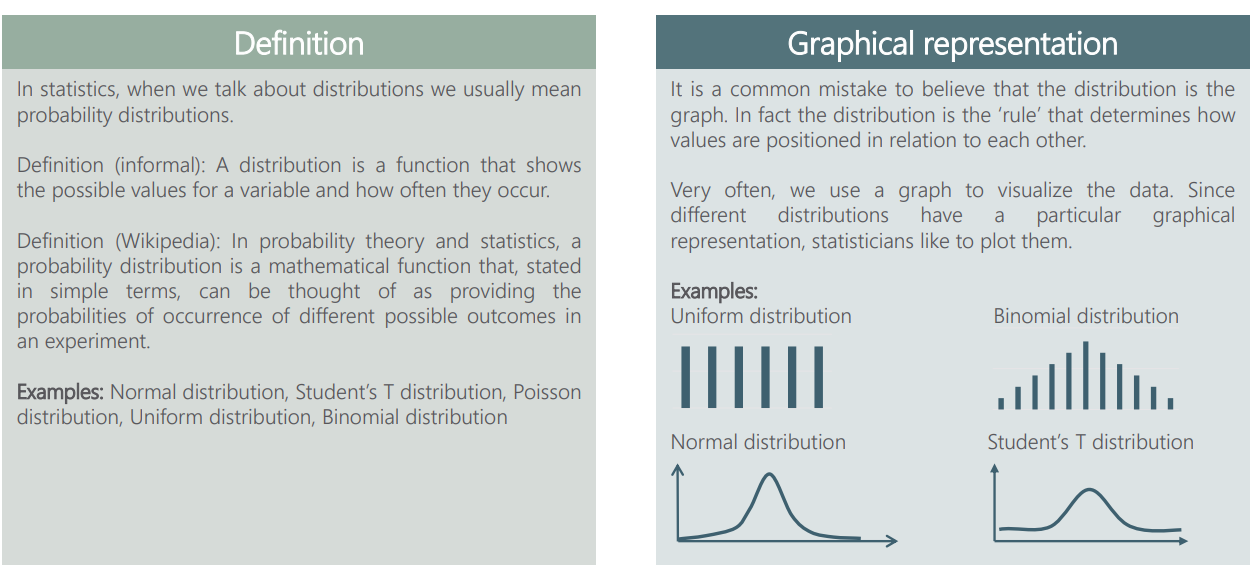 Definition
In statistics, when we talk about distributions we usually mean
probability distributions.
Definition (informal): A distribution is a function that shows
the possible values for a variable and how often they occur.
Definition (Wikipedia): In probability theory and statistics, a
probability distribution is a mathematical function that, stated
in simple terms, can be thought of as providing the
probabilities of occurrence of different possible outcomes in
an experiment.
Examples: Normal distribution, Student’s T distribution, Poisson
distribution, Uniform distribution, Binomial distribution
Graphical representation
It is a common mistake to believe that the distribution is the
graph. In fact the distribution is the ‘rule’ that determines how
values are positioned in relation to each other.
Very often, we use a graph to visualize the data. Since
different distributions have a particular graphical
representation, statisticians like to plot them.
Examples:
Uniform distribution
Binomial distribution
Normal distribution
Student’s T distribution